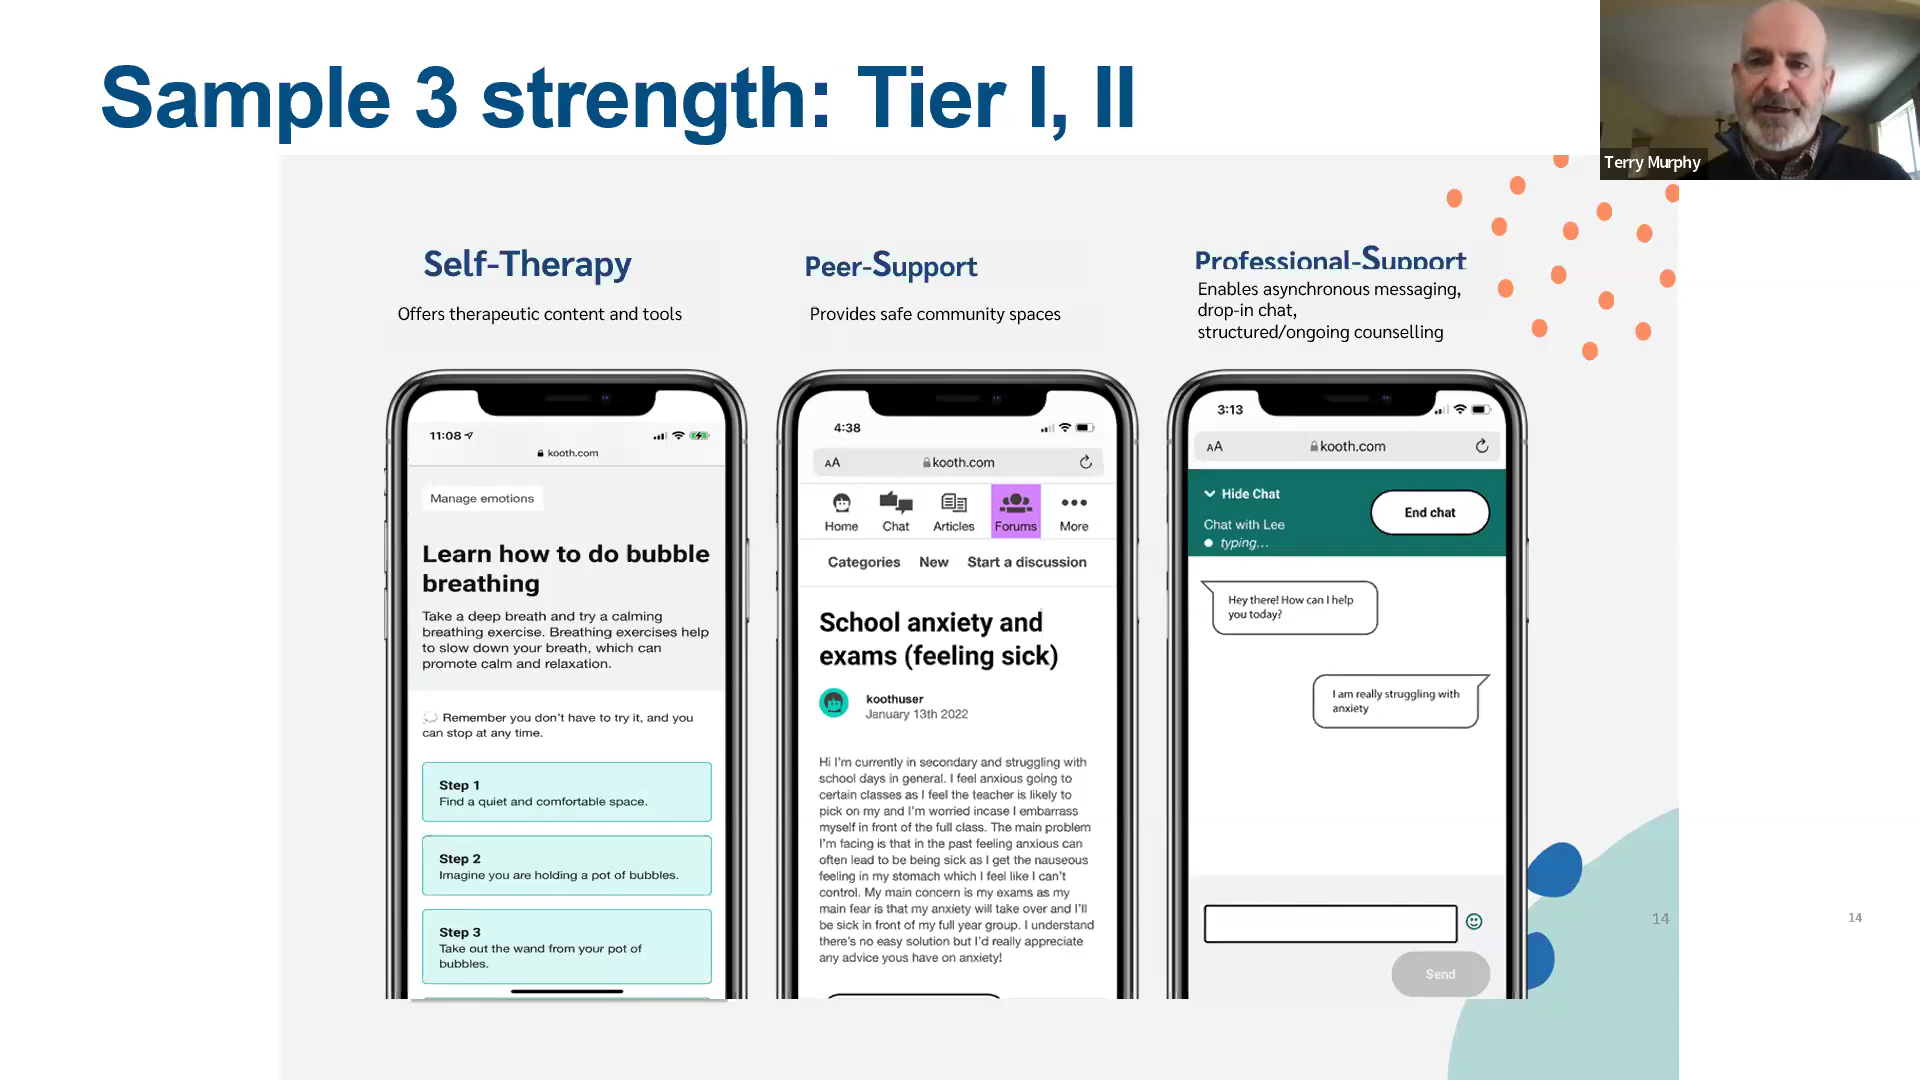 Sample 3 strength: Tier I, II
Terry Murphy
Self-Therapy
Offers therapeutic content and tools
Peer-Support
Provides safe community spaces
Professional-Support
Enables asynchronous messaging,
drop-in chat,
structured/ongoing counselling
11:08
kooth.com
Manage emotions
Learn how to do bubble
breathing
Take a deep breath and try a calming
breathing exercise. Breathing exercises help
to slow down your breath, which can
promote calm and relaxation.
Remember you don't have to try it, and you
can stop at any time.
Step 1
Find a quiet and comfortable space.
Step 2
Imagine you are holding a pot of bubbles.
Step 3
Take out the wand from your pot of
bubbles.
4:38
AA kooth.com
Home Chat Articles Forums More
Categories New Start a discussion
School anxiety and
exams (feeling sick)
koothuser
January 13th 2022
Hi I'm currently in secondary and struggling with
school days in general. I feel anxious going to
certain classes as I feel the teacher is likely to
pick on my and I'm worried incase I embarrass
myself in front of the full class. The main problem
I'm facing is that in the past feeling anxious can
often lead to be being sick as I get the nauseous
feeling in my stomach which I feel like I can't
control. My main concern is my exams as my
main fear is that my anxiety will take over and I'll
be sick in front of my full year group. I understand
there's no easy solution but I'd really appreciate
any advice yous have on anxiety!
3:13
AA kooth.com
Hide Chat
End chat
Chat with Lee
typing...
Hey there! How can I help
you today?
I am really struggling with
anxiety
Send
14
14